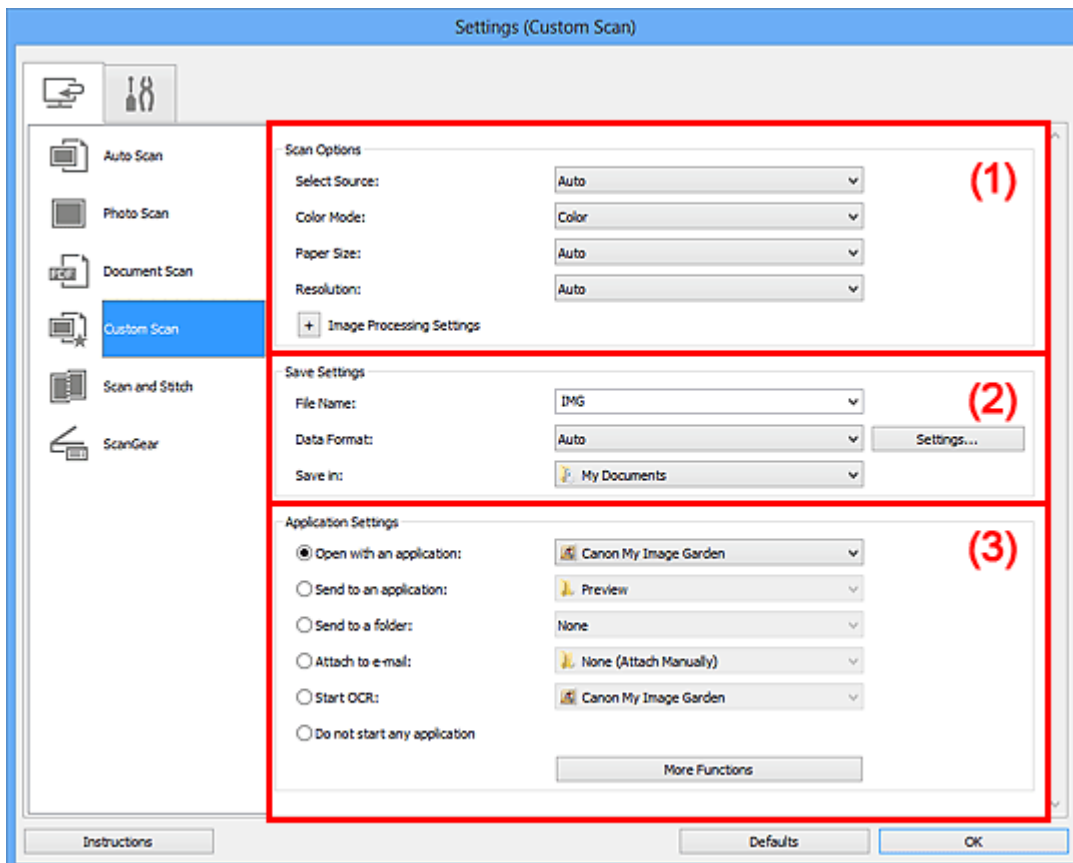 Settings (Custom Scan)
Auto Scan
Photo Scan
Document Scan
Custom Scan
Scan and Stitch
ScanGear
Scan Options
(1)
Select Source: Auto
Color Mode: Color
Paper Size: Auto
Resolution: Auto
+ Image Processing Settings
Save Settings
(2)
File Name: IMG
Data Format: Auto Settings...
Save in: My Documents
Application Settings
(3)
Open with an application: Canon My Image Garden
Send to an application: Preview
Send to a folder: None
Attach to e-mail: None (Attach Manually)
Start OCR: Canon My Image Garden
Do not start any application
More Functions
Instructions Defaults OK